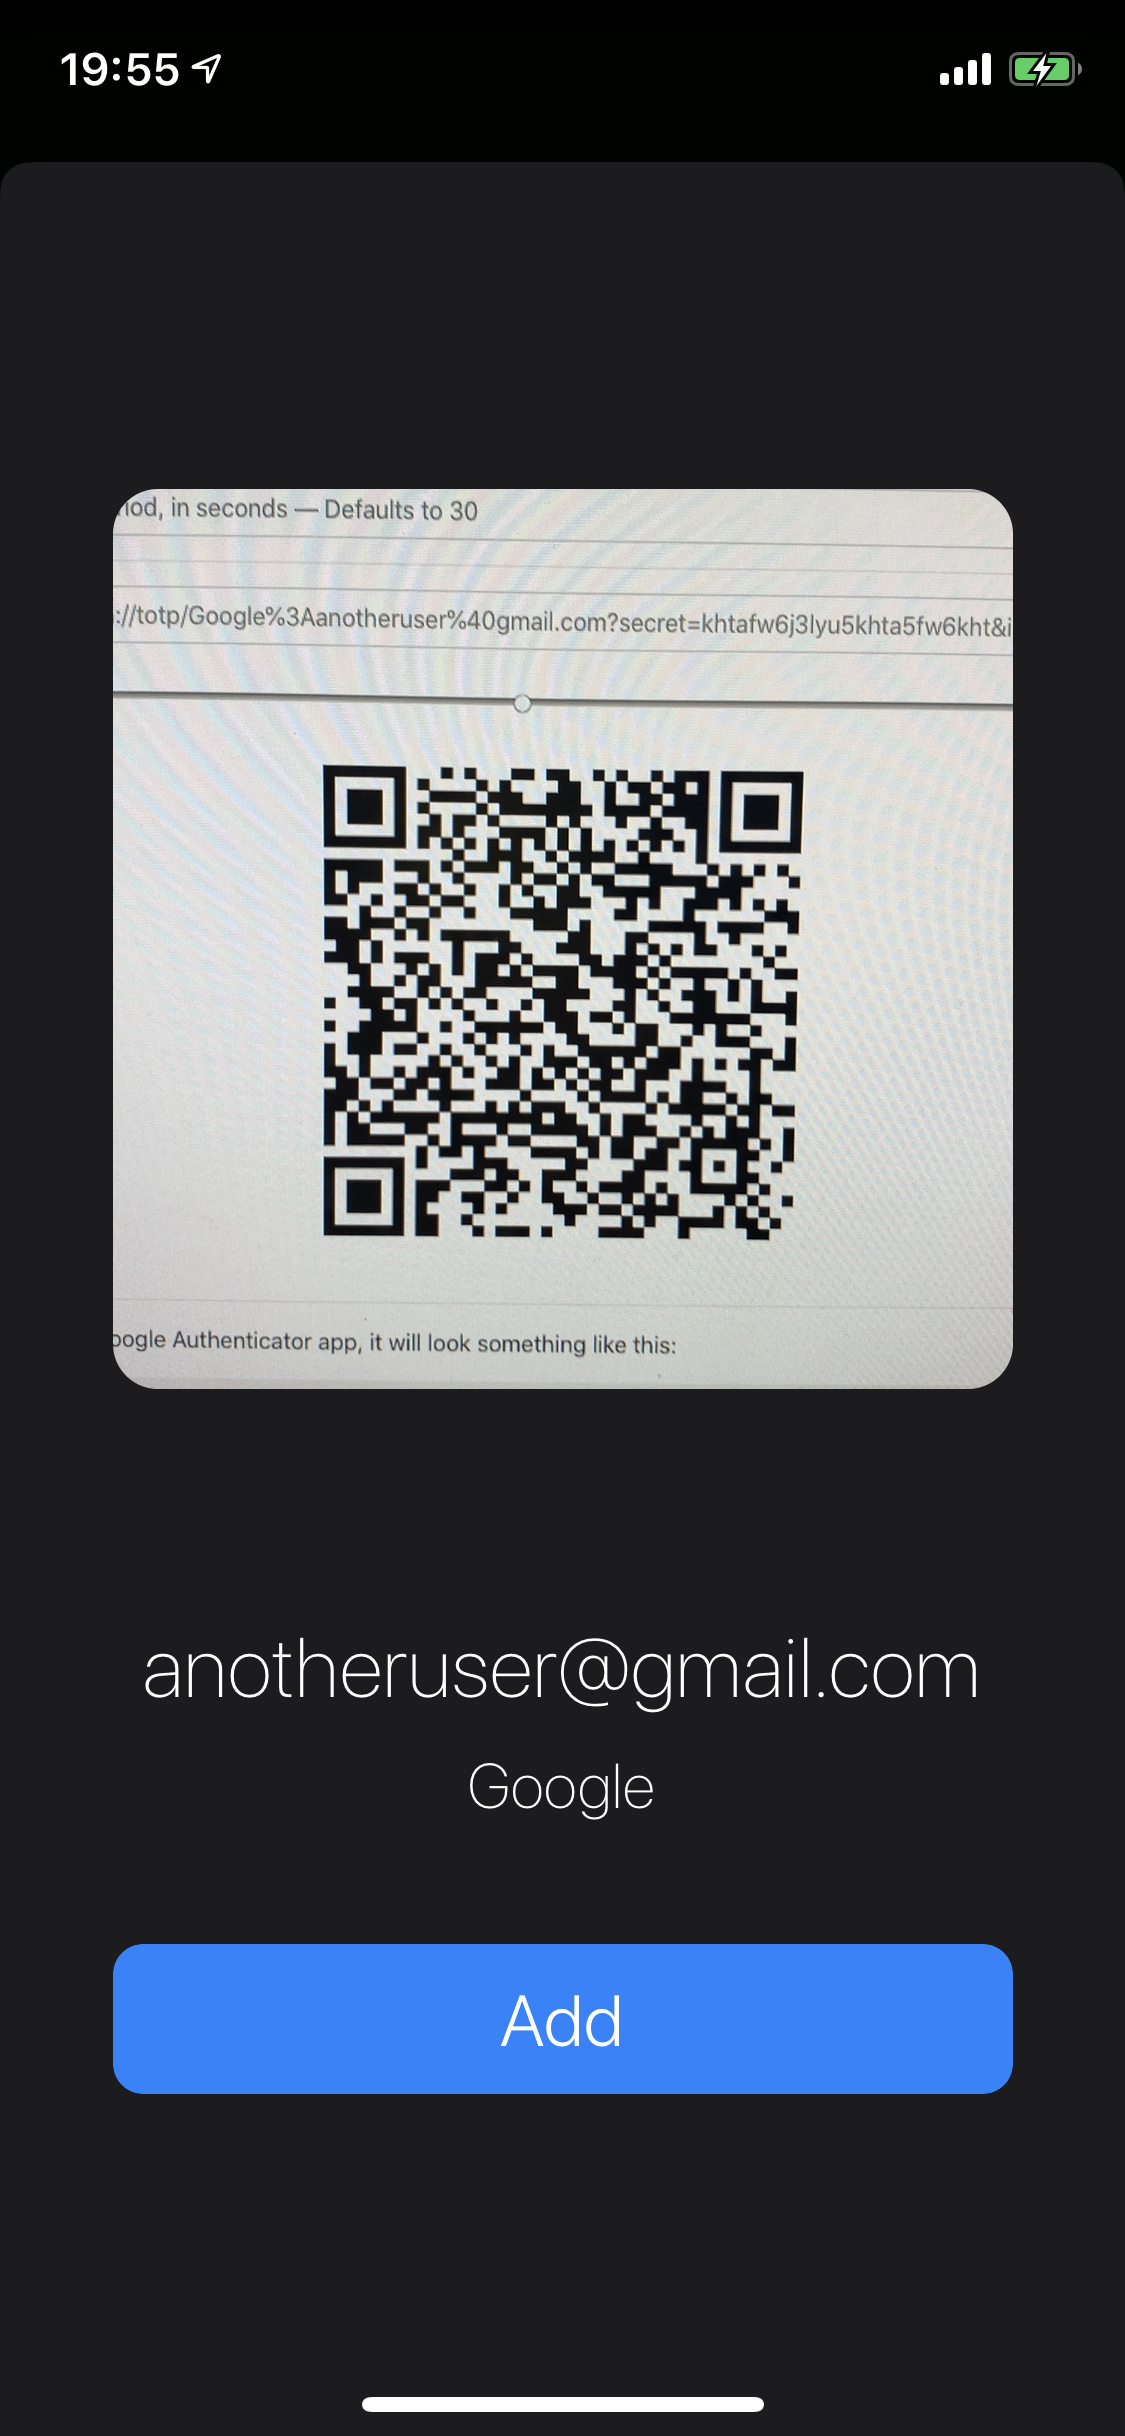 19:55
iod, in seconds — Defaults to 30
://totp/Google%3Aanotheruser%40gmail.com?secret=khtafw6j3lyu5khta5fw6kht&i
oogle Authenticator app, it will look something like this:
anotheruser@gmail.com
Google
Add